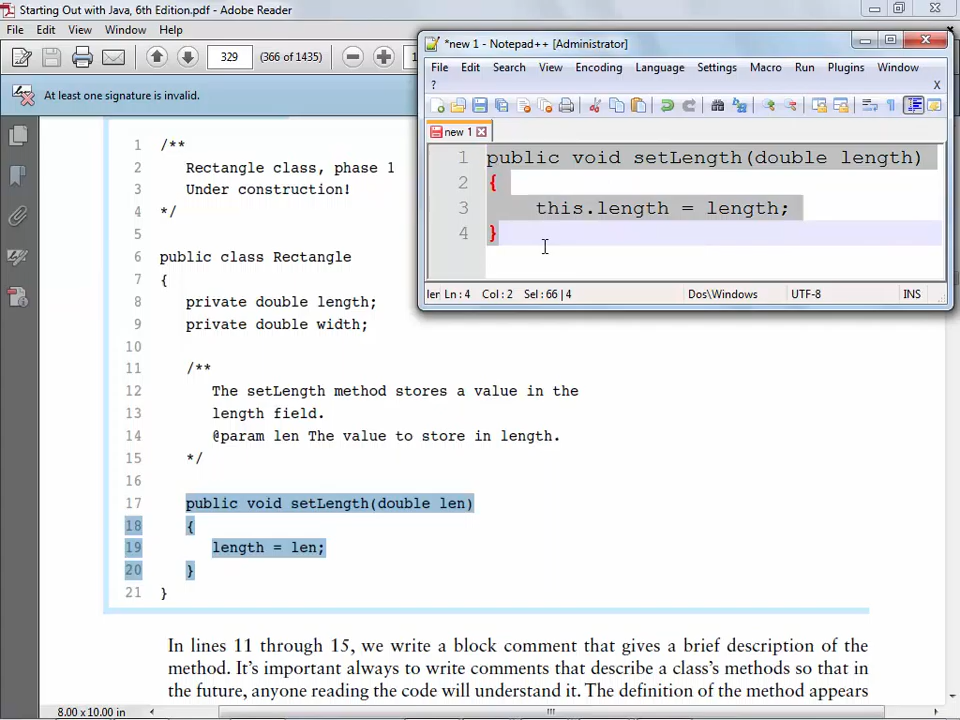 Starting Out with Java, 6th Edition.pdf - Adobe Reader
File Edit View Window Help
329 (366 of 1435) 1
At least one signature is invalid.
*new 1 - Notepad++ [Administrator]
File Edit Search View Encoding Language Settings Macro Run Plugins Window
? X
new 1
1 public void setLength(double length)
2 {
3 this.length = length;
4 }
len Ln : 4 Col : 2 Sel : 66 | 4 Dos\Windows UTF-8 INS
1 /**
2 Rectangle class, phase 1
3 Under construction!
4 */
5
6 public class Rectangle
7 {
8 private double length;
9 private double width;
10
11 /**
12 The setLength method stores a value in the
13 length field.
14 @param len The value to store in length.
15 */
16
17 public void setLength(double len)
18 {
19 length = len;
20 }
21 }
In lines 11 through 15, we write a block comment that gives a brief description of the
method. It's important always to write comments that describe a class's methods so that in
the future, anyone reading the code will understand it. The definition of the method appears
8.00 x 10.00 in